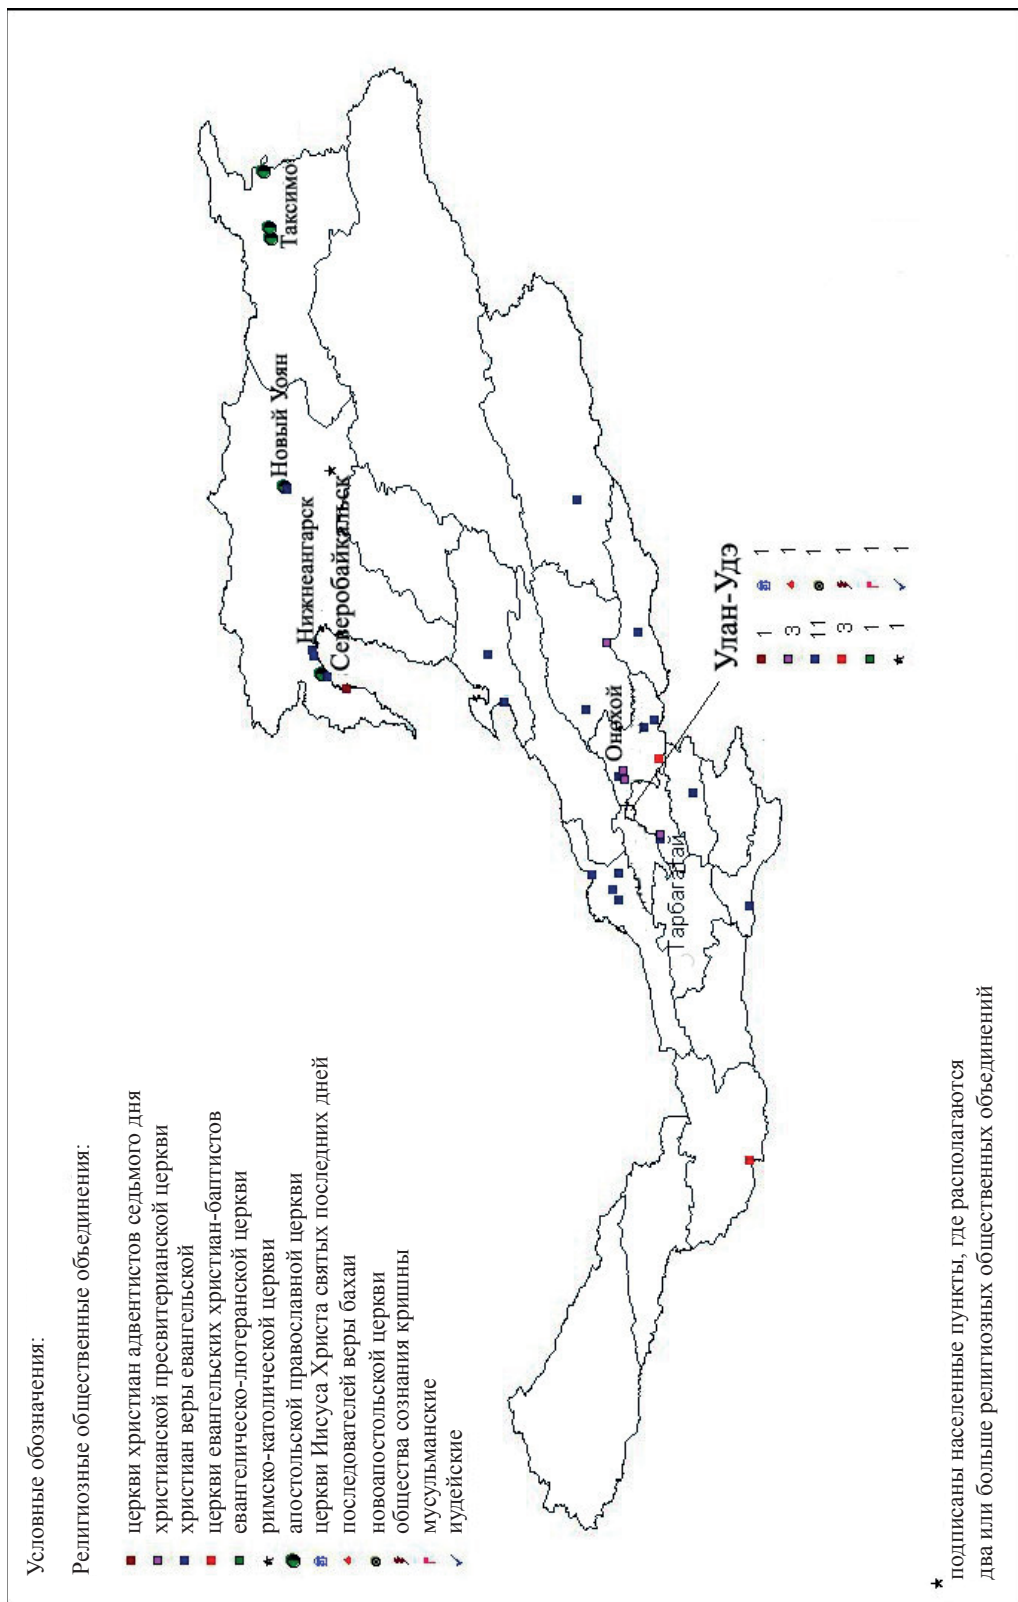 Условные обозначения:
Религиозные общественные объединения:
церкви христиан адвентистов седьмого дня
христианской пресвитерианской церкви
христиан веры евангельской
церкви евангельских христиан-баптистов
евангелическо-лютеранской церкви
римско-католической церкви
апостольской православной церкви
церкви Иисуса Христа святых последних дней
последователей веры бахаи
новоапостольской церкви
общества сознания кришны
мусульманские
иудейские
Таксимо
Новый Уоян
Нижнеангарск
Северобайкальск*
Онохой
Тарбагатай
Улан-Удэ
1 1
3 1
11 1
3 1
1 1
1 1
* подписаны населенные пункты, где располагаются
два или больше религиозных общественных объединений